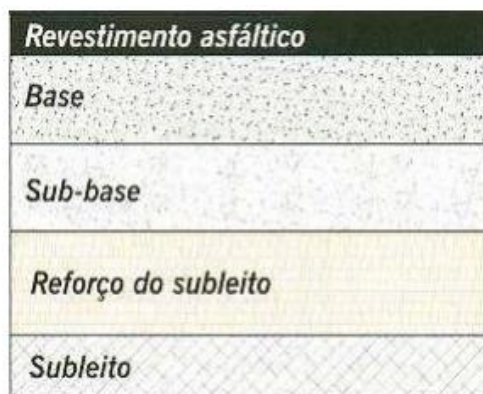 Revestimento asfáltico
Base
Sub-base
Reforço do subleito
Subleito